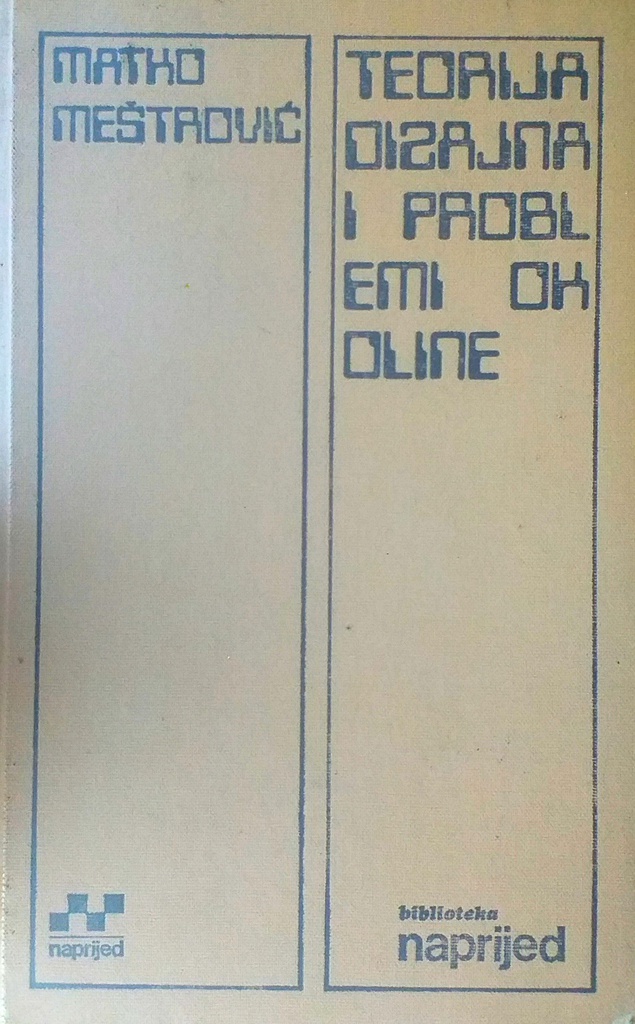 MATKO
MEŠTROVIĆ
TEORIJA
DIZAJNA
I PROBL
EMI OK
OLINE
naprijed
biblioteka
naprijed